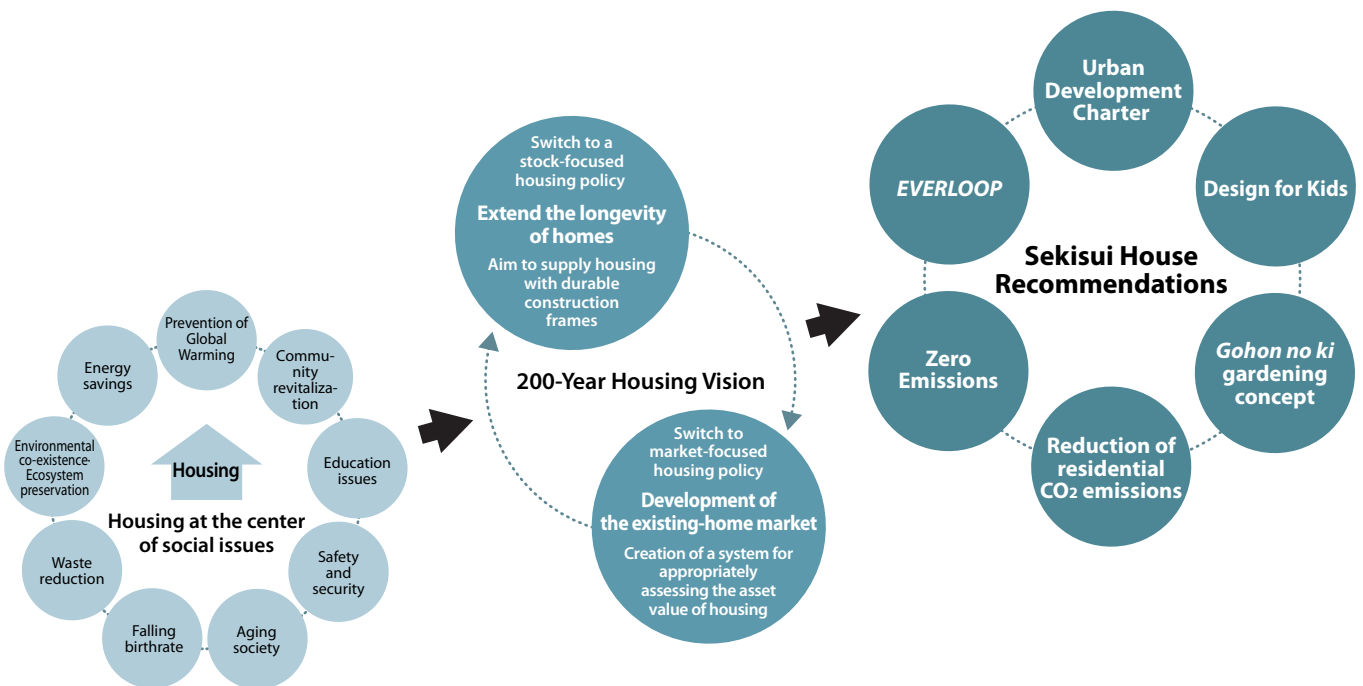 Prevention of
Global
Warming
Commu-
nity
revitaliza-
tion
Education
issues
Safety
and
security
Aging
society
Falling
birthrate
Waste
reduction
Environmental
co-existence·
Ecosystem
preservation
Energy
savings
Housing
Housing at the center
of social issues
Switch to a
stock-focused
housing policy
Extend the longevity
of homes
Aim to supply housing
with durable
construction
frames
200-Year Housing Vision
Switch to
market-focused
housing policy
Development of
the existing-home market
Creation of a system for
appropriately
assessing the asset
value of housing
Urban
Development
Charter
Design for Kids
Gohon no ki
gardening
concept
Reduction of
residential
CO2 emissions
Zero
Emissions
EVERLOOP
Sekisui House
Recommendations